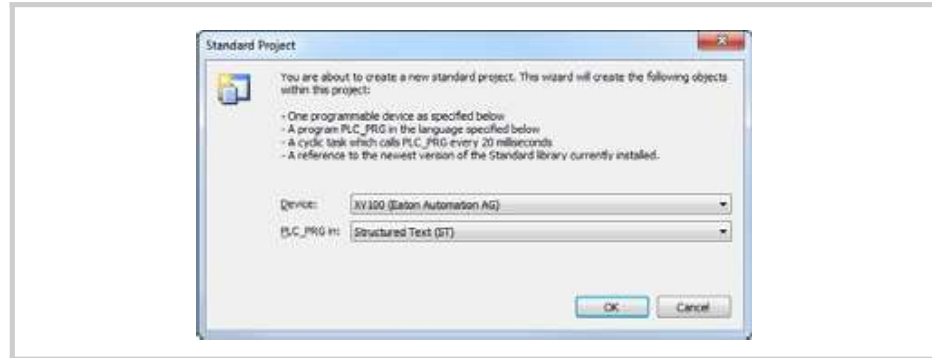 Standard Project
You are about to create a new standard project. This wizard will create the following objects
within this project:
- One programmable device as specified below
- A program PLC_PRG in the language specified below
- A cyclic task which calls PLC_PRG every 20 milliseconds
- A reference to the newest version of the Standard library currently installed.
Device: XV100 (Eaton Automation AG)
PLC_PRG in: Structured Text (ST)
OK Cancel